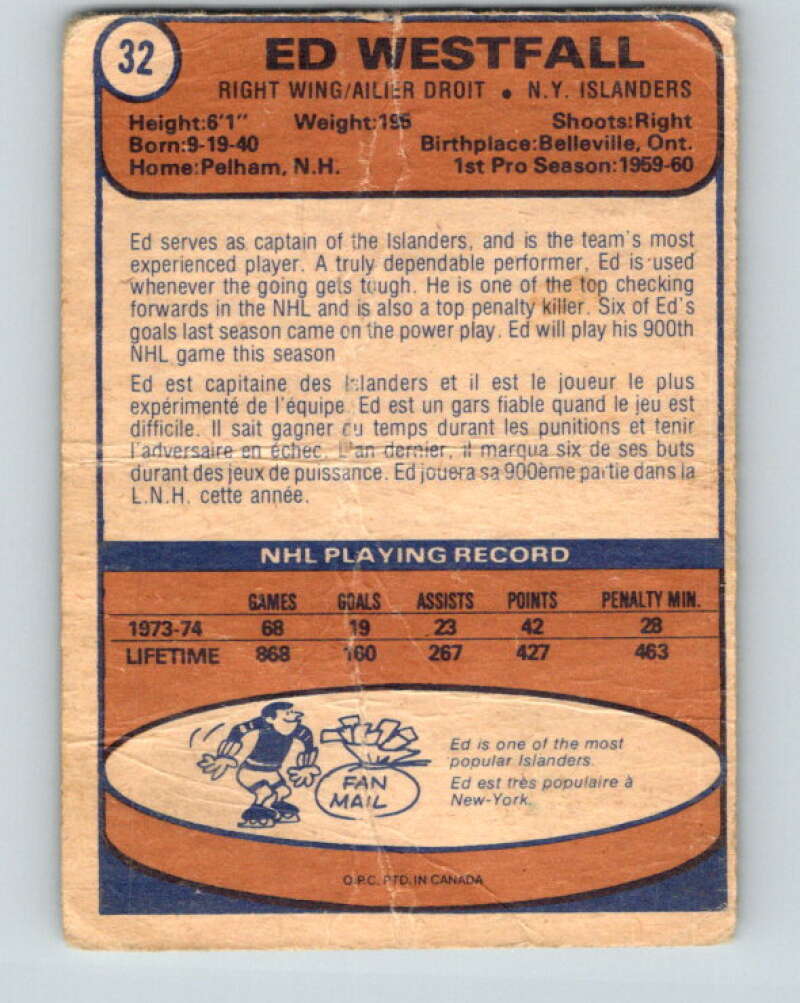 32
ED WESTFALL
RIGHT WING/AILIER DROIT • N.Y. ISLANDERS
Height:6'1" Weight:195 Shoots:Right
Born:9-19-40 Birthplace:Belleville, Ont.
Home:Pelham, N.H. 1st Pro Season:1959-60
Ed serves as captain of the Islanders, and is the team's most
experienced player. A truly dependable performer, Ed is used
whenever the going gets tough. He is one of the top checking
forwards in the NHL and is also a top penalty killer. Six of Ed's
goals last season came on the power play. Ed will play his 900th
NHL game this season
Ed est capitaine des Islanders et il est le joueur le plus
expérimenté de l'équipe. Ed est un gars fiable quand le jeu est
difficile. Il sait gagner du temps durant les punitions et tenir
l'adversaire en échec. L'an dernier, il marqua six de ses buts
durant des jeux de puissance. Ed jouera sa 900ème partie dans la
L.N.H. cette année.
NHL PLAYING RECORD
GAMES GOALS ASSISTS POINTS PENALTY MIN.
1973-74 68 19 23 42 28
LIFETIME 868 160 267 427 463
FAN
MAIL
Ed is one of the most
popular Islanders.
Ed est très populaire à
New-York.
O.P.C. PTD. IN CANADA